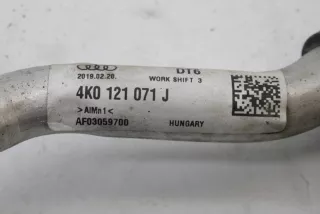 DT6
2019.02.20. WORK SHIFT 3
4K0 121 071 J
>AlMn1<
AF03059700 HUNGARY